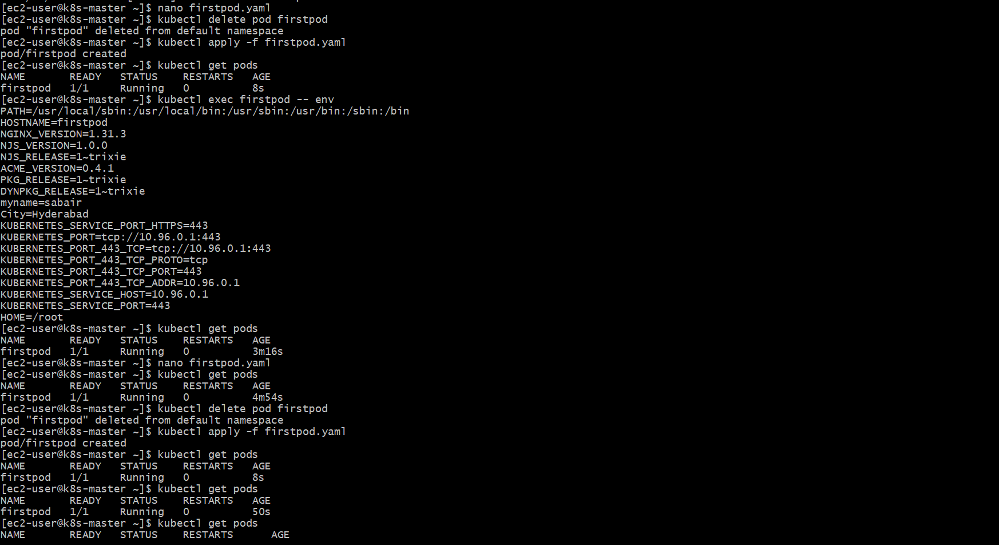 [ec2-user@k8s-master ~]$ nano firstpod.yaml
[ec2-user@k8s-master ~]$ kubectl delete pod firstpod
pod "firstpod" deleted from default namespace
[ec2-user@k8s-master ~]$ kubectl apply -f firstpod.yaml
pod/firstpod created
[ec2-user@k8s-master ~]$ kubectl get pods
NAME       READY   STATUS    RESTARTS   AGE
firstpod   1/1     Running   0          8s
[ec2-user@k8s-master ~]$ kubectl exec firstpod -- env
PATH=/usr/local/sbin:/usr/local/bin:/usr/sbin:/usr/bin:/sbin:/bin
HOSTNAME=firstpod
NGINX_VERSION=1.31.3
NJS_VERSION=1.0.0
NJS_RELEASE=1~trixie
ACME_VERSION=0.4.1
PKG_RELEASE=1~trixie
DYNPKG_RELEASE=1~trixie
myname=sabair
City=Hyderabad
KUBERNETES_SERVICE_PORT_HTTPS=443
KUBERNETES_PORT=tcp://10.96.0.1:443
KUBERNETES_PORT_443_TCP=tcp://10.96.0.1:443
KUBERNETES_PORT_443_TCP_PROTO=tcp
KUBERNETES_PORT_443_TCP_PORT=443
KUBERNETES_PORT_443_TCP_ADDR=10.96.0.1
KUBERNETES_SERVICE_HOST=10.96.0.1
KUBERNETES_SERVICE_PORT=443
HOME=/root
[ec2-user@k8s-master ~]$ kubectl get pods
NAME       READY   STATUS    RESTARTS   AGE
firstpod   1/1     Running   0          3m16s
[ec2-user@k8s-master ~]$ nano firstpod.yaml
[ec2-user@k8s-master ~]$ kubectl get pods
NAME       READY   STATUS    RESTARTS   AGE
firstpod   1/1     Running   0          4m54s
[ec2-user@k8s-master ~]$ kubectl delete pod firstpod
pod "firstpod" deleted from default namespace
[ec2-user@k8s-master ~]$ kubectl apply -f firstpod.yaml
pod/firstpod created
[ec2-user@k8s-master ~]$ kubectl get pods
NAME       READY   STATUS    RESTARTS   AGE
firstpod   1/1     Running   0          8s
[ec2-user@k8s-master ~]$ kubectl get pods
NAME       READY   STATUS    RESTARTS   AGE
firstpod   1/1     Running   0          50s
[ec2-user@k8s-master ~]$ kubectl get pods
NAME       READY   STATUS    RESTARTS      AGE